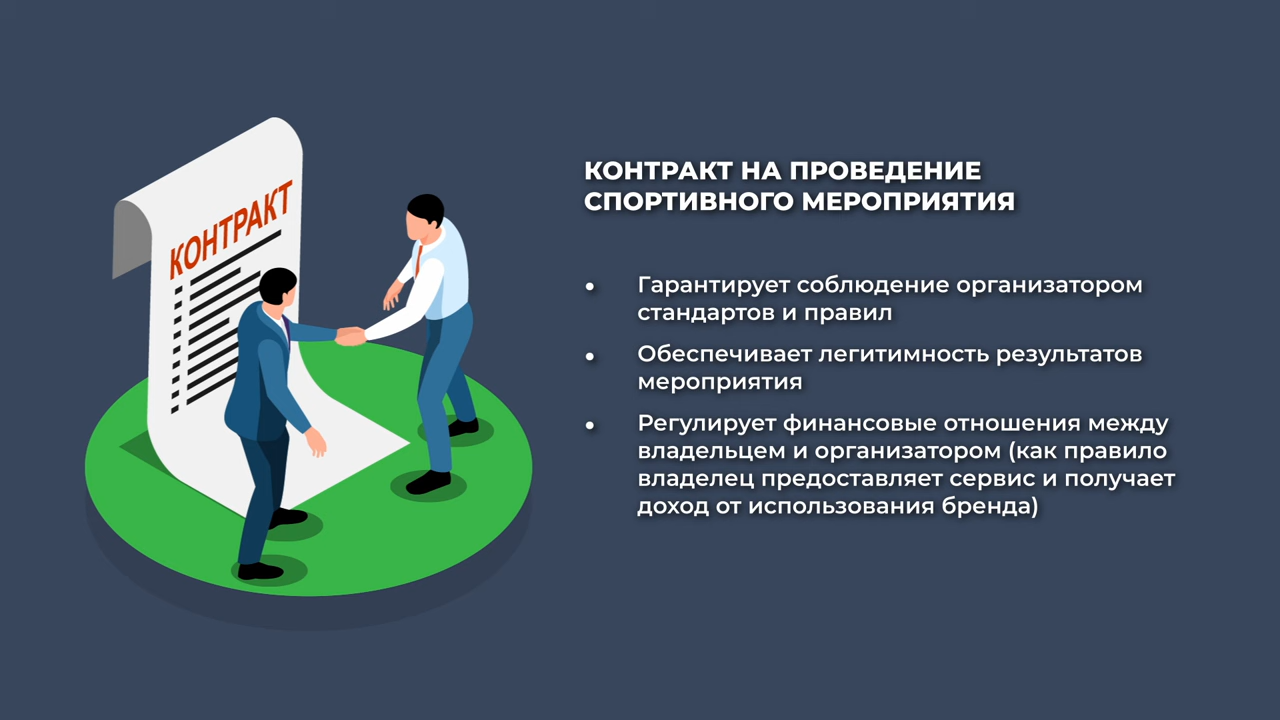 КОНТРАКТ
КОНТРАКТ НА ПРОВЕДЕНИЕ
СПОРТИВНОГО МЕРОПРИЯТИЯ
• Гарантирует соблюдение организатором
стандартов и правил
• Обеспечивает легитимность результатов
мероприятия
• Регулирует финансовые отношения между
владельцем и организатором (как правило
владелец предоставляет сервис и получает
доход от использования бренда)